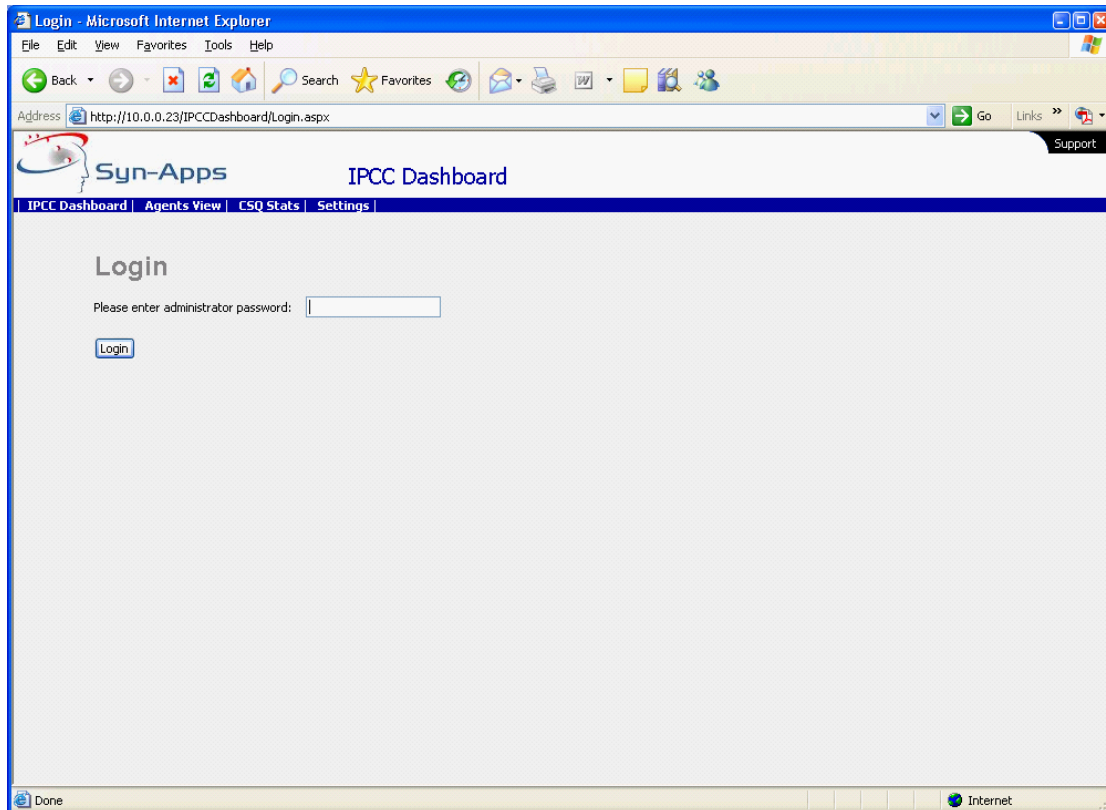 Login - Microsoft Internet Explorer
File Edit View Favorites Tools Help
Back Search Favorites
Address http://10.0.0.23/IPCCDashboard/Login.aspx Go Links »
Support
Syn-Apps IPCC Dashboard
| IPCC Dashboard | Agents View | CSQ Stats | Settings |
Login
Please enter administrator password:
Login
Done Internet